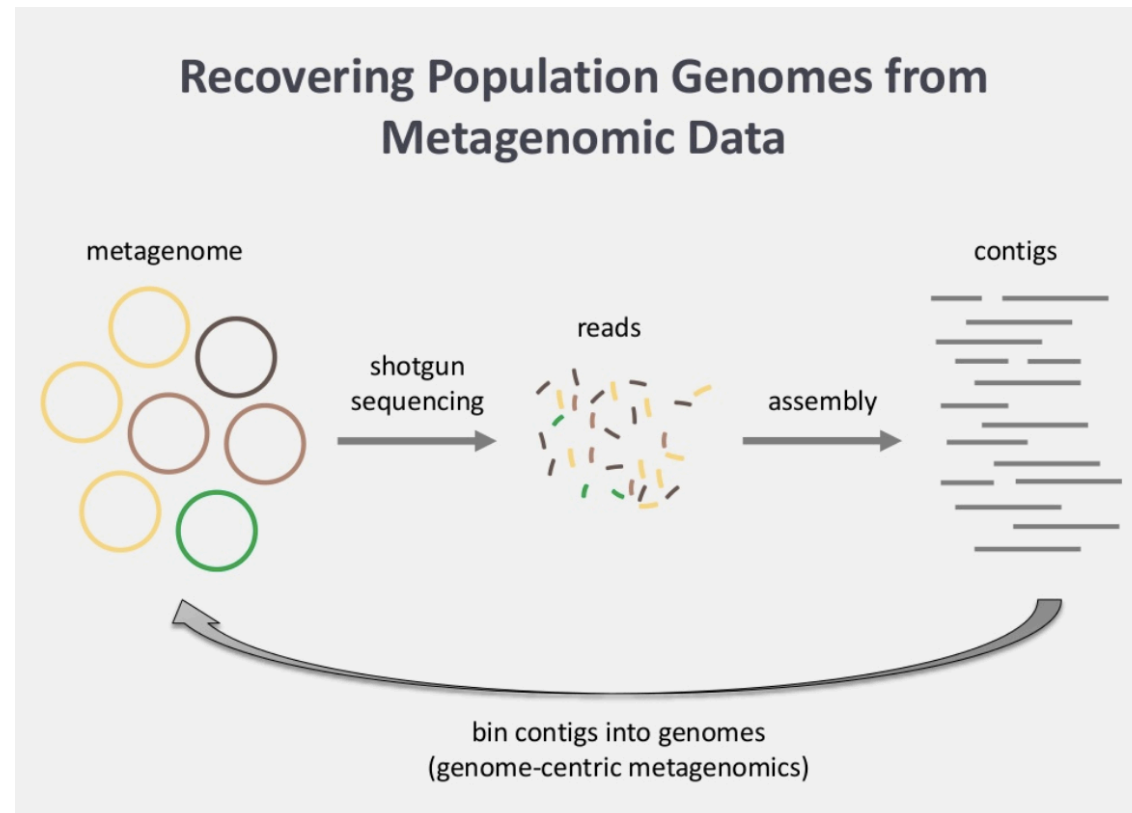 Recovering Population Genomes from
Metagenomic Data
metagenome
shotgun
sequencing
reads
assembly
contigs
bin contigs into genomes
(genome-centric metagenomics)